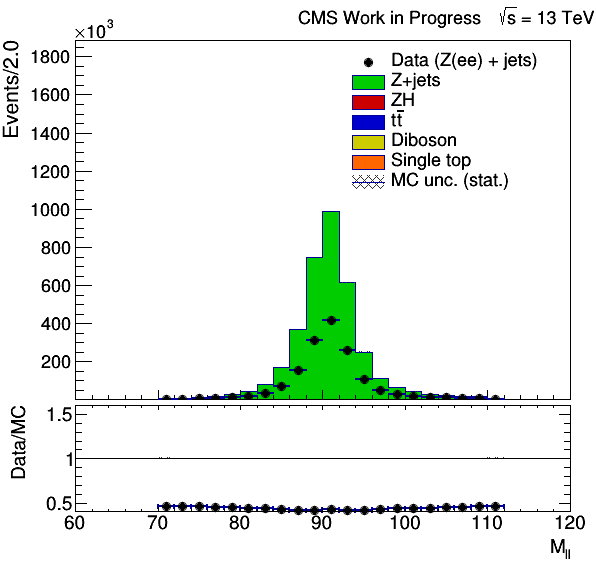 CMS Work in Progress √s = 13 TeV
×10³
Events/2.0
1800
1600
1400
1200
1000
800
600
400
200
Data (Z(ee) + jets)
Z+jets
ZH
tt̅
Diboson
Single top
MC unc. (stat.)
Data/MC
1.5
1
0.5
60 70 80 90 100 110 120
M_ll